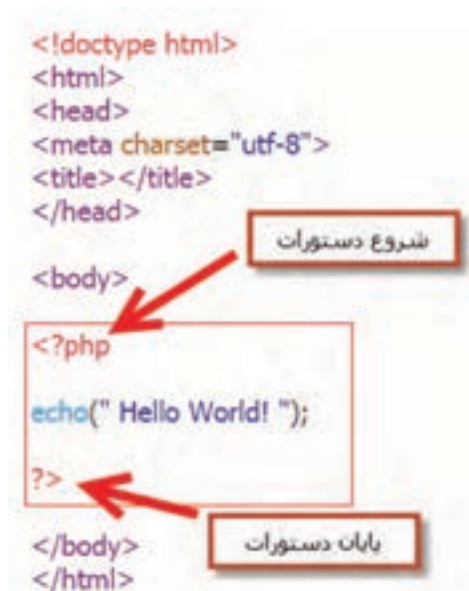 <!doctype html>
<html>
<head>
<meta charset="utf-8">
<title></title>
</head>
شروع دستورات
<body>
<?php
echo(" Hello World! ");
?>
پایان دستورات
</body>
</html>